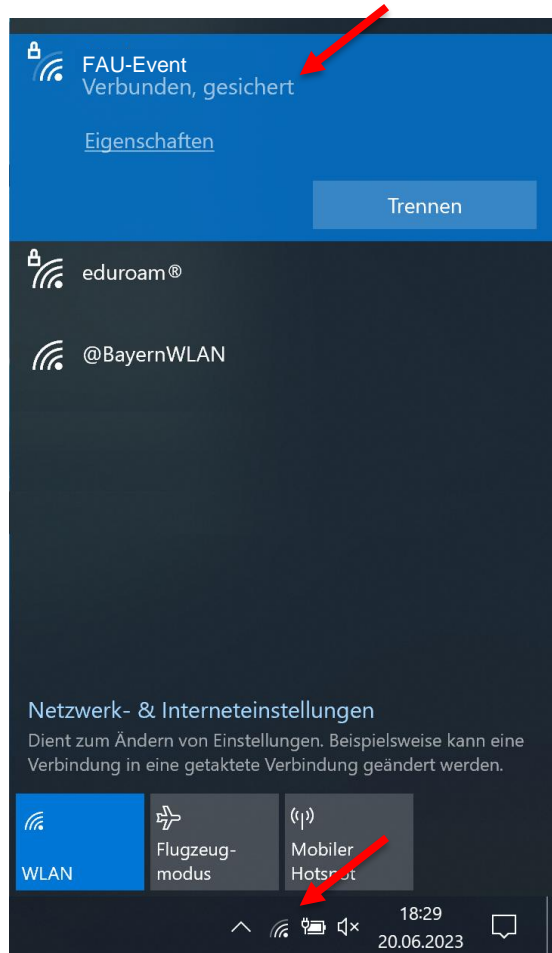 FAU-Event
Verbunden, gesichert
Eigenschaften
Trennen
eduroam®
@BayernWLAN
Netzwerk- & Interneteinstellungen
Dient zum Ändern von Einstellungen. Beispielsweise kann eine
Verbindung in eine getaktete Verbindung geändert werden.
WLAN
Flugzeug-
modus
Mobiler
Hotspot
18:29
20.06.2023